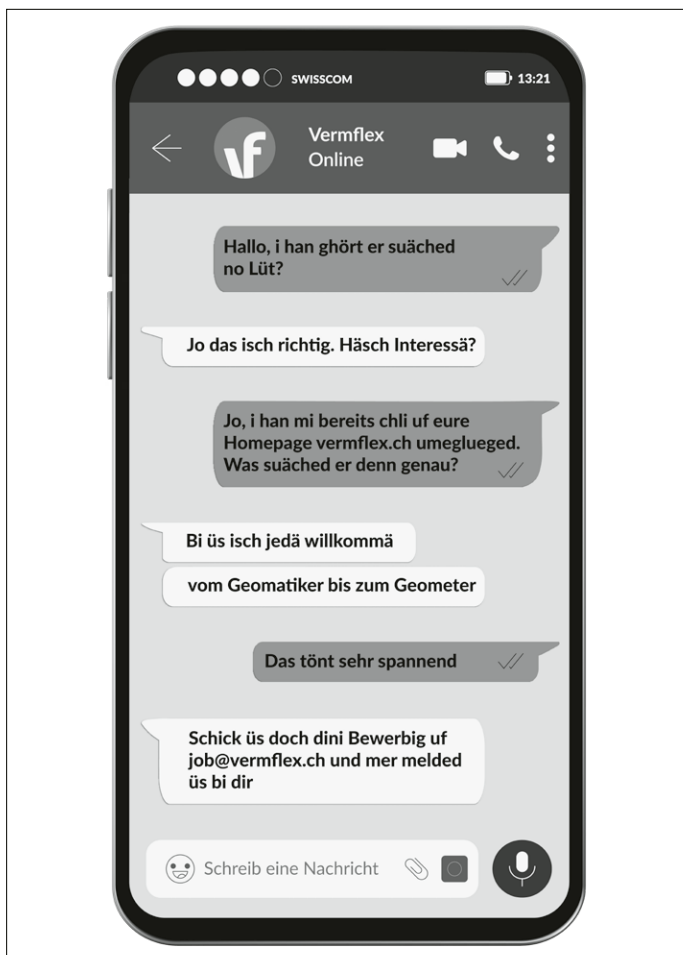 SWISSCOM 13:21
Vermflex
Online
Hallo, i han ghört er suäched
no Lüt?
Jo das isch richtig. Häsch Interessä?
Jo, i han mi bereits chli uf eure
Homepage vermflex.ch umeglueged.
Was suäched er denn genau?
Bi üs isch jedä willkommä
vom Geomatiker bis zum Geometer
Das tönt sehr spannend
Schick üs doch dini Bewerbig uf
job@vermflex.ch und mer melded
üs bi dir
Schreib eine Nachricht